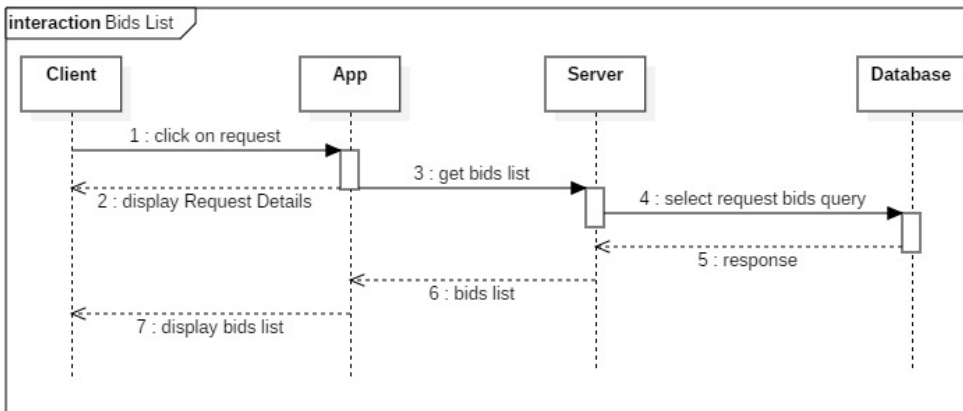 interaction Bids List
Client
App
Server
Database
1 : click on request
3 : get bids list
2 : display Request Details
4 : select request bids query
5 : response
6 : bids list
7 : display bids list